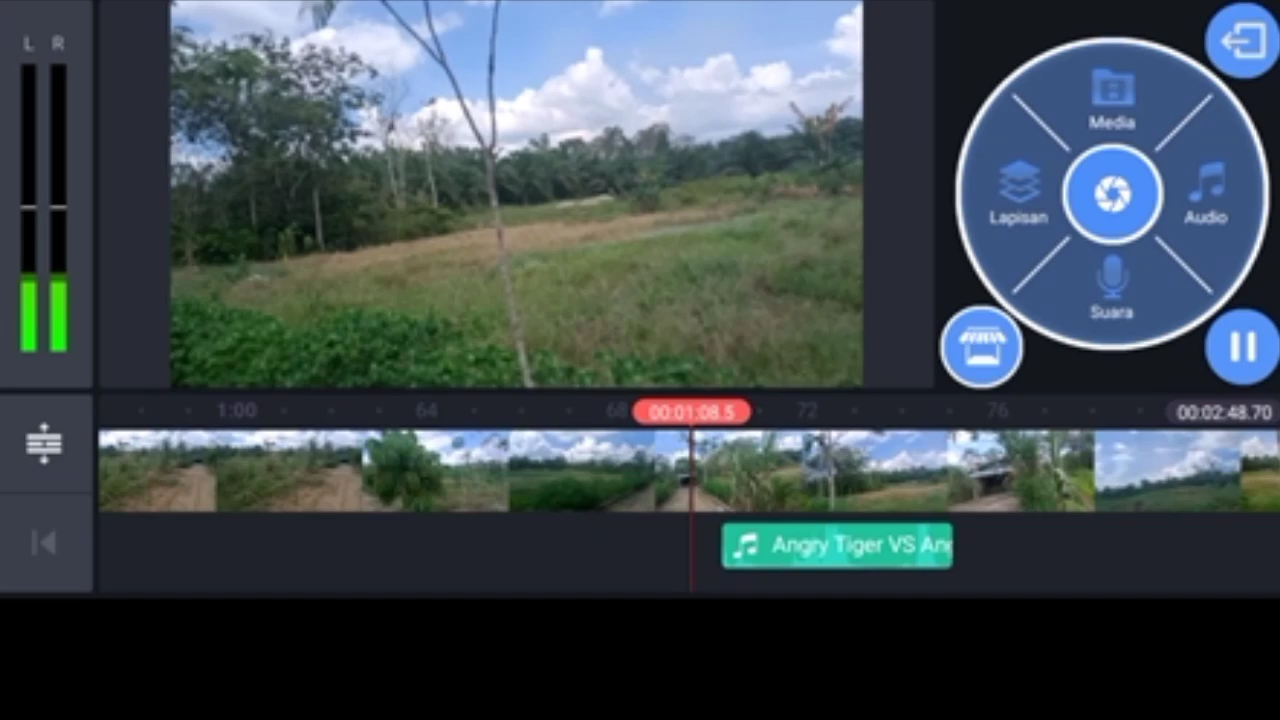 L R
Media
Lapisan
Audio
Suara
1:00 64 68 00:01:08.5 72 76 00:02:48.70
Angry Tiger VS